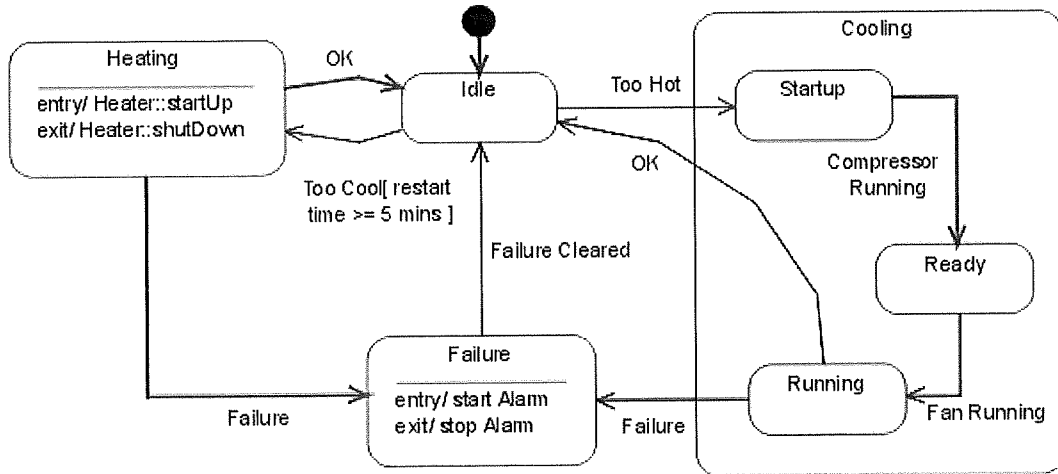 Cooling
Heating
entry/ Heater::startUp
exit/ Heater::shutDown
OK
Idle
Too Hot
Startup
OK
Compressor
Running
Too Cool[ restart
time >= 5 mins ]
Failure Cleared
Ready
Failure
entry/ start Alarm
exit/ stop Alarm
Running
Failure
Failure
Fan Running